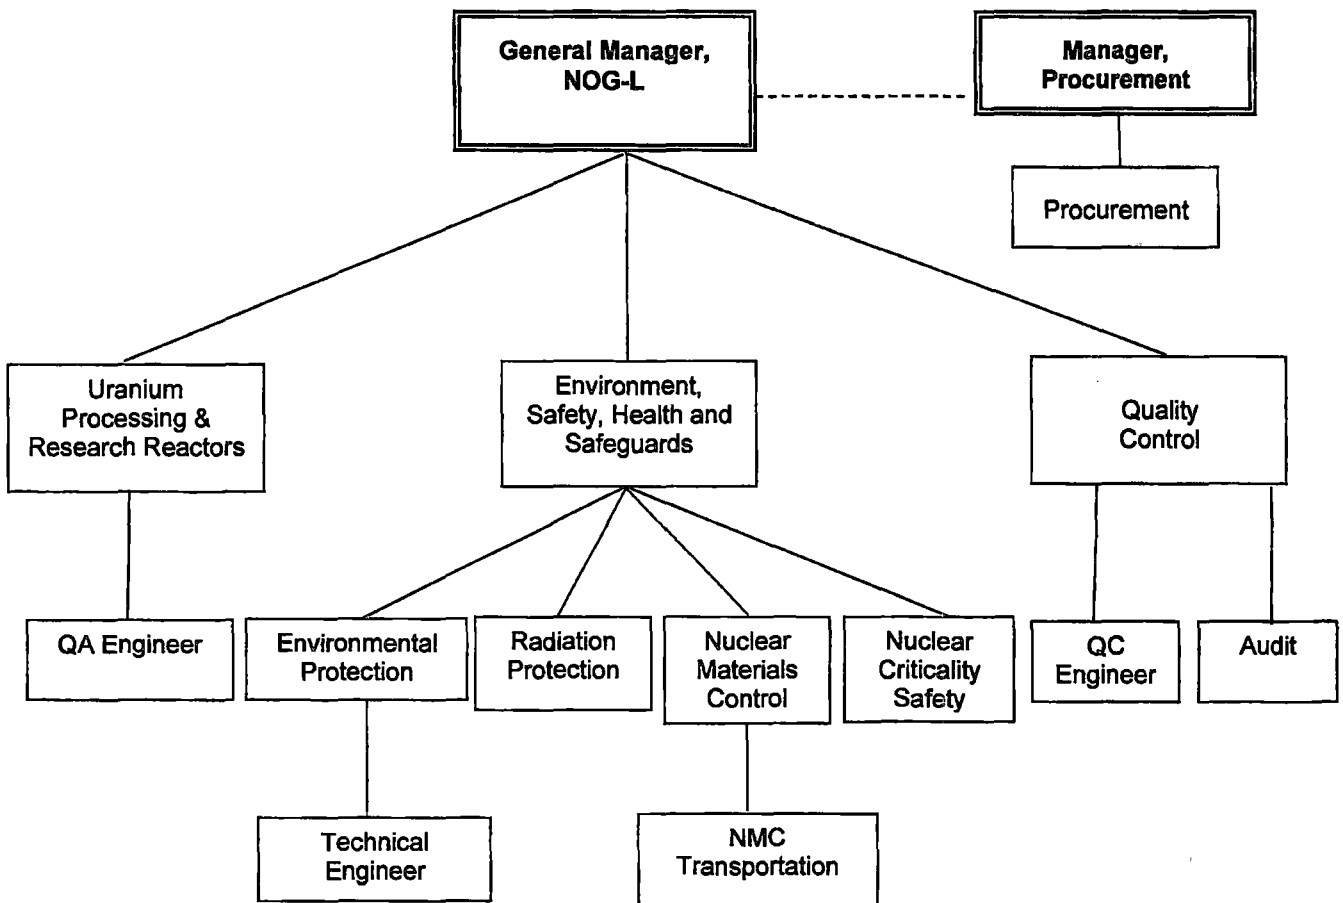 General Manager,
NOG-L
Manager,
Procurement
Procurement
Uranium
Processing &
Research Reactors
Environment,
Safety, Health and
Safeguards
Quality
Control
QA Engineer
Environmental
Protection
Radiation
Protection
Nuclear
Materials
Control
Nuclear
Criticality
Safety
QC
Engineer
Audit
Technical
Engineer
NMC
Transportation